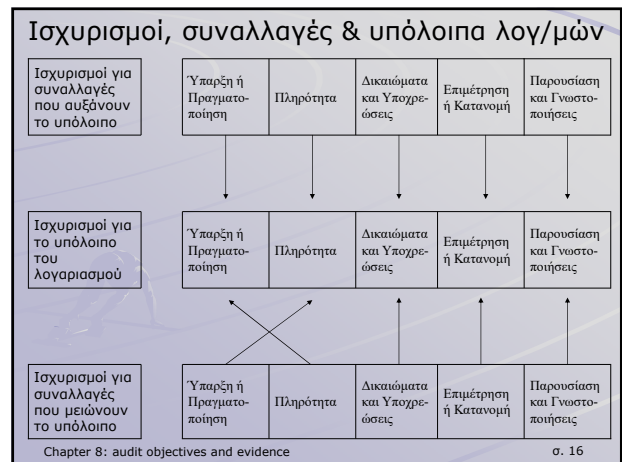 Ισχυρισμοί, συναλλαγές & υπόλοιπα λογ/μών
Ισχυρισμοί για
συναλλαγές
που αυξάνουν
το υπόλοιπο
Ύπαρξη ή
Πραγματο-
ποίηση
Πληρότητα
Δικαιώματα
και Υποχρε-
ώσεις
Επιμέτρηση
ή Κατανομή
Παρουσίαση
και Γνωστο-
ποιήσεις
Ισχυρισμοί για
το υπόλοιπο
του
λογαριασμού
Ύπαρξη ή
Πραγματο-
ποίηση
Πληρότητα
Δικαιώματα
και Υποχρε-
ώσεις
Επιμέτρηση
ή Κατανομή
Παρουσίαση
και Γνωστο-
ποιήσεις
Ισχυρισμοί για
συναλλαγές
που μειώνουν
το υπόλοιπο
Ύπαρξη ή
Πραγματο-
ποίηση
Πληρότητα
Δικαιώματα
και Υποχρε-
ώσεις
Επιμέτρηση
ή Κατανομή
Παρουσίαση
και Γνωστο-
ποιήσεις
Chapter 8: audit objectives and evidence
σ. 16